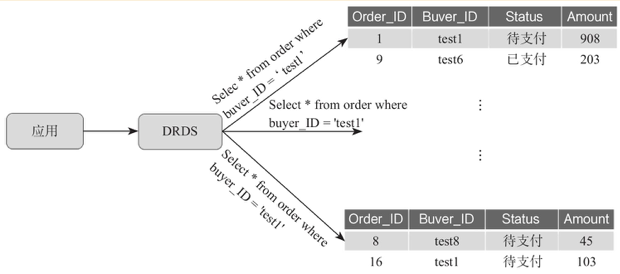 Order_ID Buver_ID Status Amount
1 test1 待支付 908
9 test6 已支付 203
Selec * from order where
buver_ID = ‘test1’
Select * from order where
buyer_ID = 'test1'
⋮
⋮
应用
DRDS
Select * from order where
buyer_ID = 'test1'
Order_ID Buver_ID Status Amount
8 test8 待支付 45
16 test1 待支付 103